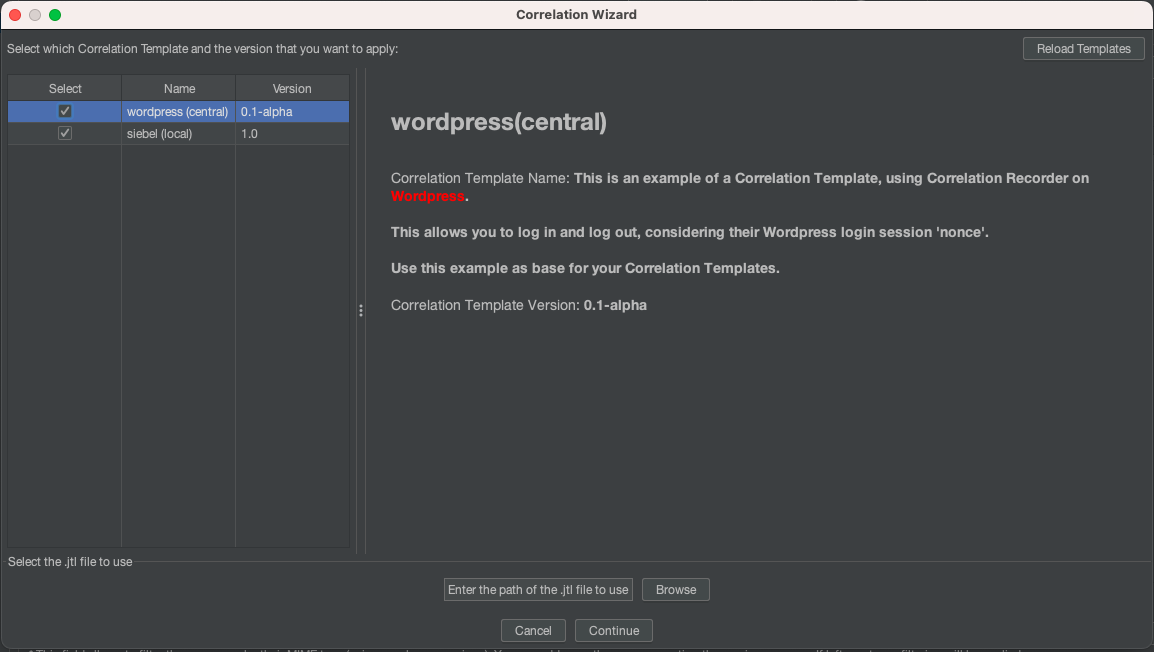 Correlation Wizard
Select which Correlation Template and the version that you want to apply:
Reload Templates
Select Name Version
wordpress (central) 0.1-alpha
siebel (local) 1.0
wordpress(central)
Correlation Template Name: This is an example of a Correlation Template, using Correlation Recorder on
Wordpress.
This allows you to log in and log out, considering their Wordpress login session 'nonce'.
Use this example as base for your Correlation Templates.
Correlation Template Version: 0.1-alpha
Select the .jtl file to use
Enter the path of the .jtl file to use
Browse
Cancel
Continue